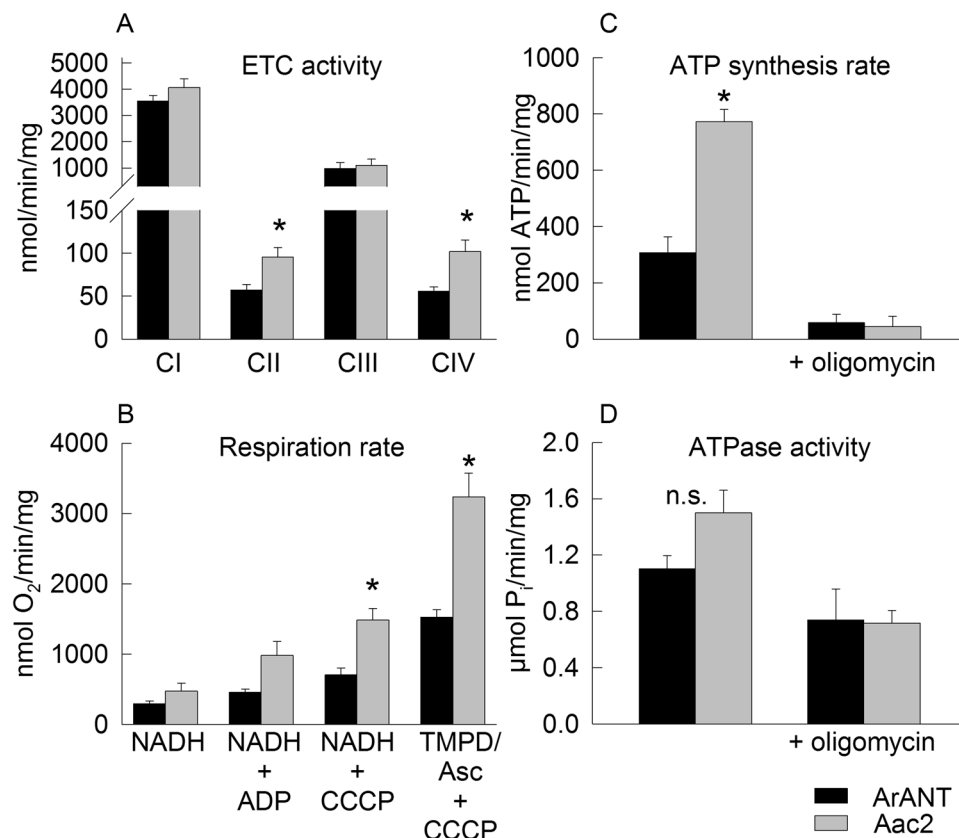 A
ETC activity
nmol/min/mg
5000
4000
3000
2000
1000
150
100
50
0
*
*
CI
CII
CIII
CIV
B
Respiration rate
nmol O2/min/mg
4000
3000
2000
1000
0
*
*
NADH
NADH
+
ADP
NADH
+
CCCP
TMPD/
Asc
+
CCCP
C
ATP synthesis rate
nmol ATP/min/mg
1000
800
600
400
200
0
*
+ oligomycin
D
ATPase activity
µmol Pi/min/mg
2.0
1.6
1.2
0.8
0.4
0.0
n.s.
+ oligomycin
ArANT
Aac2